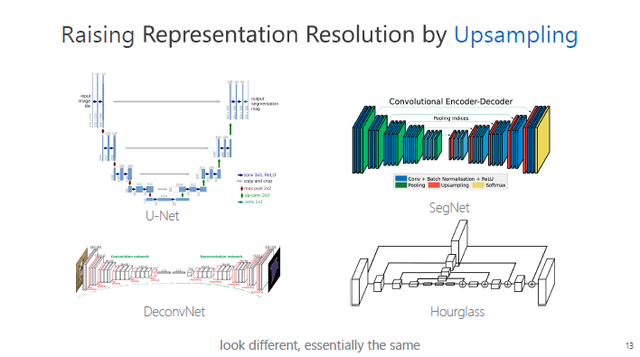 Raising Representation Resolution by Upsampling
input
image
tile
output
segmentation
map
conv 3x3, ReLU
copy and crop
max pool 2x2
up-conv 2x2
conv 1x1
U-Net
Convolutional Encoder-Decoder
Pooling Indices
Conv + Batch Normalisation + ReLU
Pooling
Upsampling
Softmax
SegNet
Convolution network
Deconvolution network
DeconvNet
Hourglass
look different, essentially the same
13